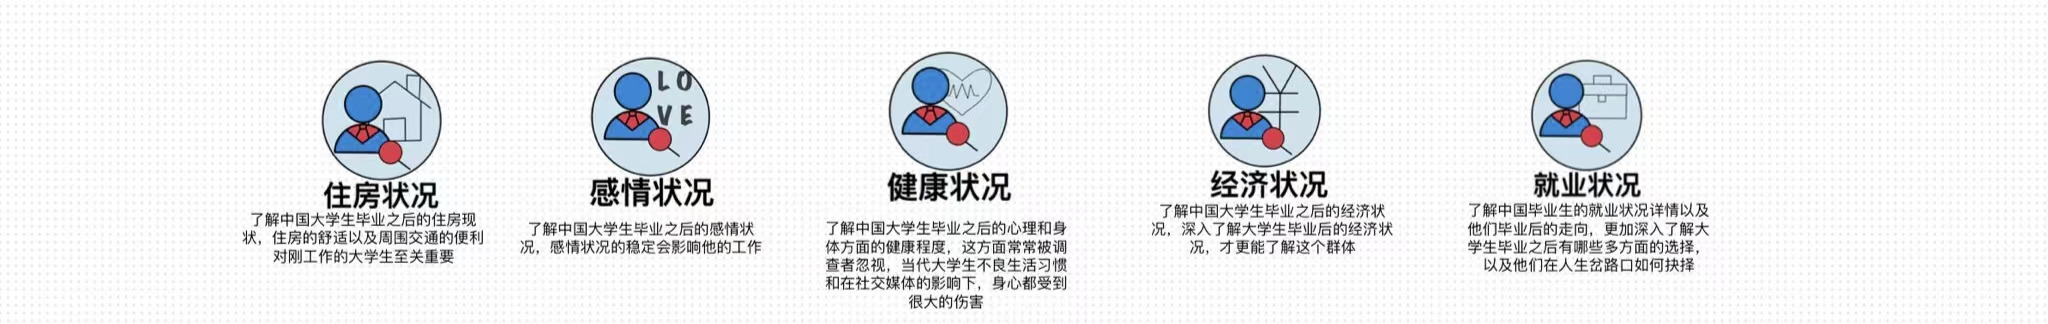 LO
VE
住房状况
了解中国大学生毕业之后的住房现
状，住房的舒适以及周围交通的便利
对刚工作的大学生至关重要
感情状况
了解中国大学生毕业之后的感情状
况，感情状况的稳定会影响他的工作
健康状况
了解中国大学生毕业之后的心理和身
体方面的健康程度，这方面常常被调
查者忽视，当代大学生不良生活习惯
和在社交媒体的影响下，身心都受到
很大的伤害
经济状况
了解中国大学生毕业之后的经济状
况，深入了解大学生毕业后的经济状
况，才更能了解这个群体
就业状况
了解中国毕业生的就业状况详情以及
他们毕业后的走向，更加深入了解大
学生毕业之后有哪些多方面的选择，
以及他们在人生岔路口如何抉择